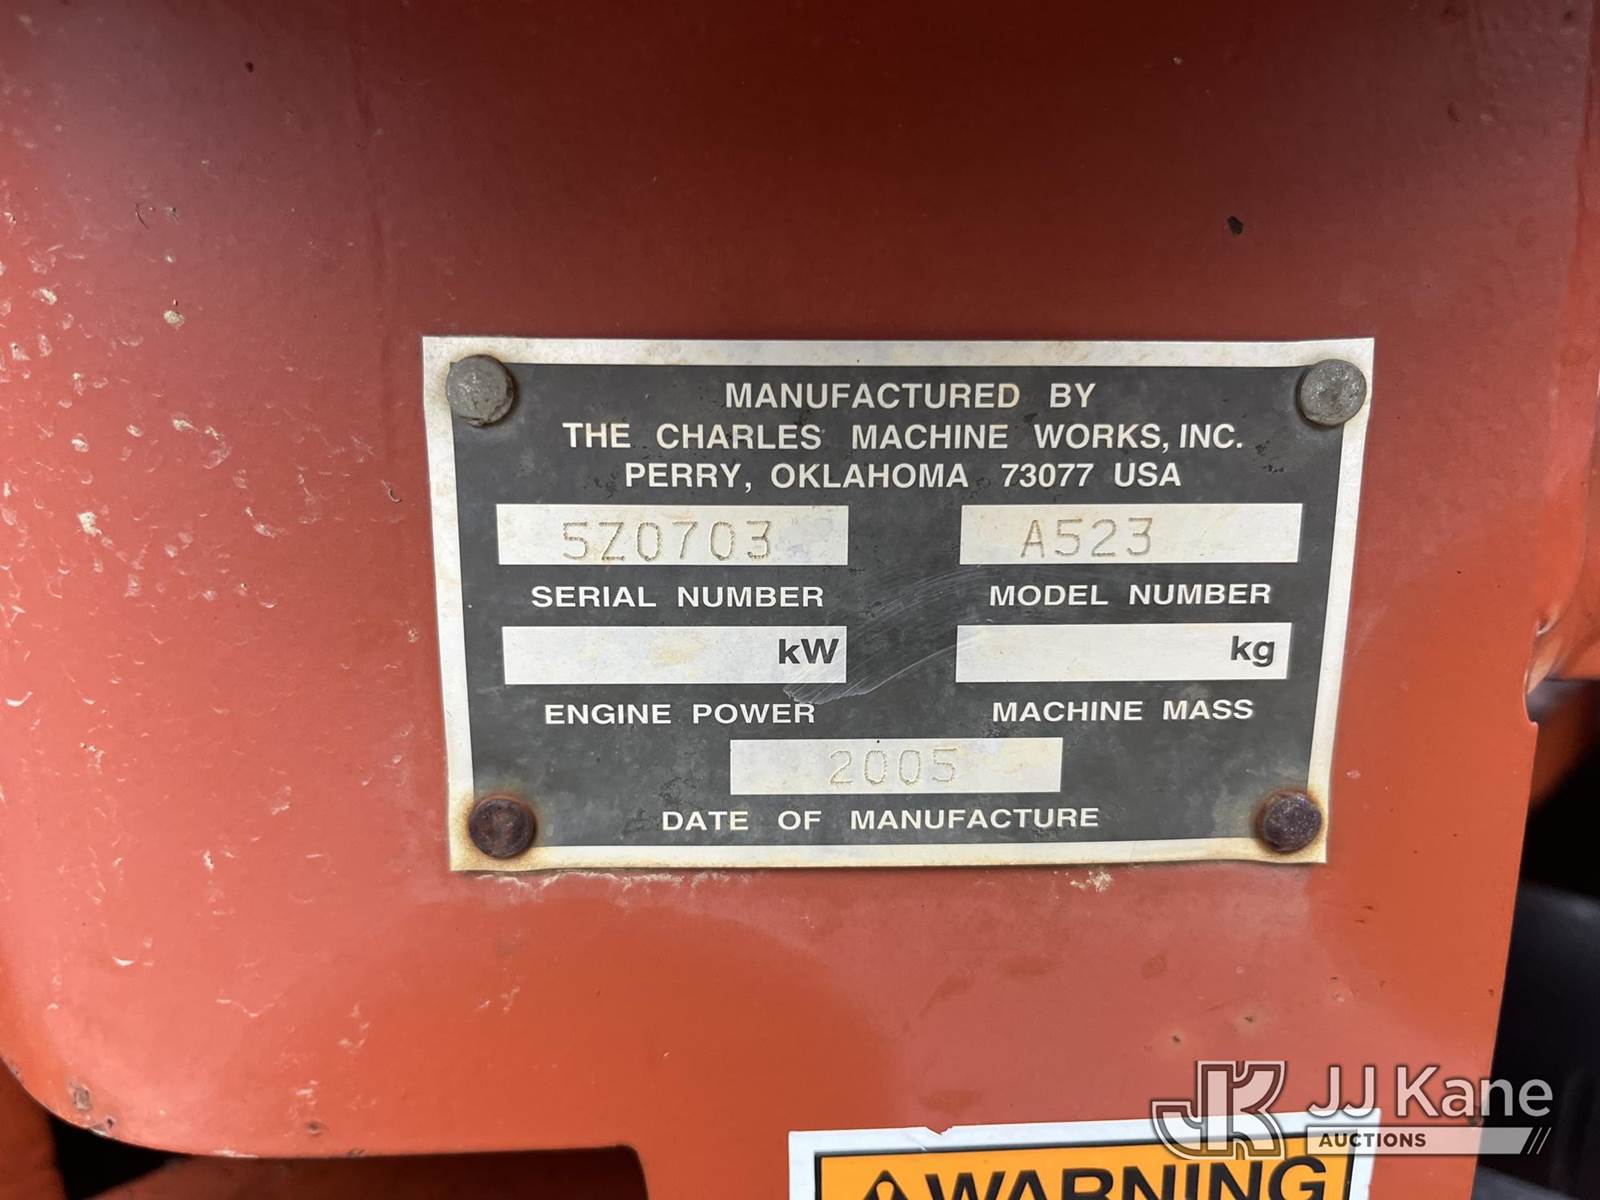 MANUFACTURED BY
THE CHARLES MACHINE WORKS, INC.
PERRY, OKLAHOMA 73077 USA
5Z0703 A523
SERIAL NUMBER MODEL NUMBER
kW kg
ENGINE POWER MACHINE MASS
2005
DATE OF MANUFACTURE
JK JJ Kane
AUCTIONS
WARNING